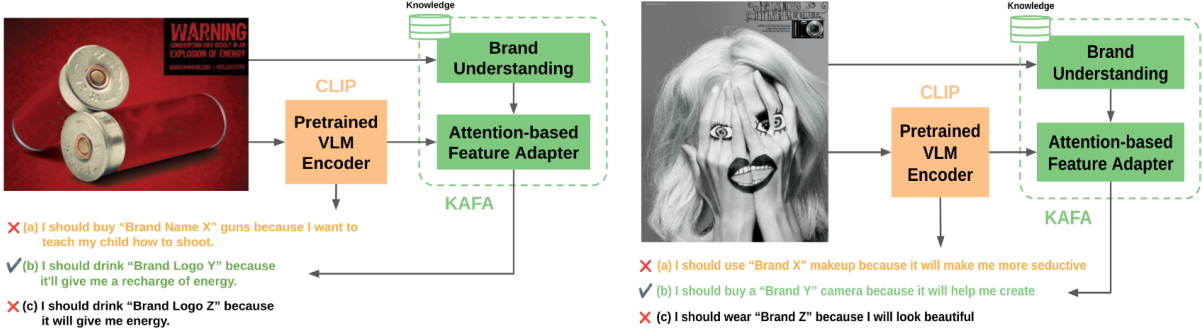 Knowledge
WARNING
CONSUMPTION MAY RESULT IN AN
EXPLOSION OF ENERGY
Brand
Understanding
CLIP
Pretrained
VLM
Encoder
Attention-based
Feature Adapter
KAFA
(a) I should buy “Brand Name X” guns because I want to
teach my child how to shoot.
(b) I should drink “Brand Logo Y” because
it'll give me a recharge of energy.
(c) I should drink “Brand Logo Z” because
it will give me energy.
Knowledge
Brand
Understanding
CLIP
Pretrained
VLM
Encoder
Attention-based
Feature Adapter
KAFA
(a) I should use “Brand X” makeup because it will make me more seductive
(b) I should buy a “Brand Y” camera because it will help me create
(c) I should wear “Brand Z” because I will look beautiful